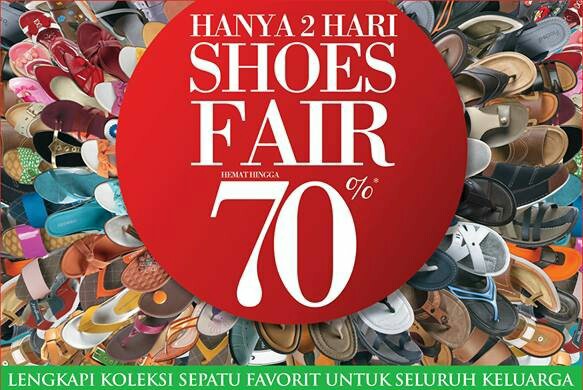 HANYA 2 HARI
SHOES
FAIR
HEMAT HINGGA
70%*
LENGKAPI KOLEKSI SEPATU FAVORIT UNTUK SELURUH KELUARGA